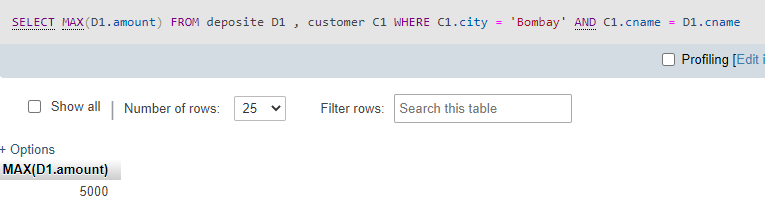 SELECT MAX(D1.amount) FROM deposite D1 , customer C1 WHERE C1.city = 'Bombay' AND C1.cname = D1.cname
Profiling [Edit i
Show all | Number of rows: 25 Filter rows: Search this table
+ Options
MAX(D1.amount)
5000